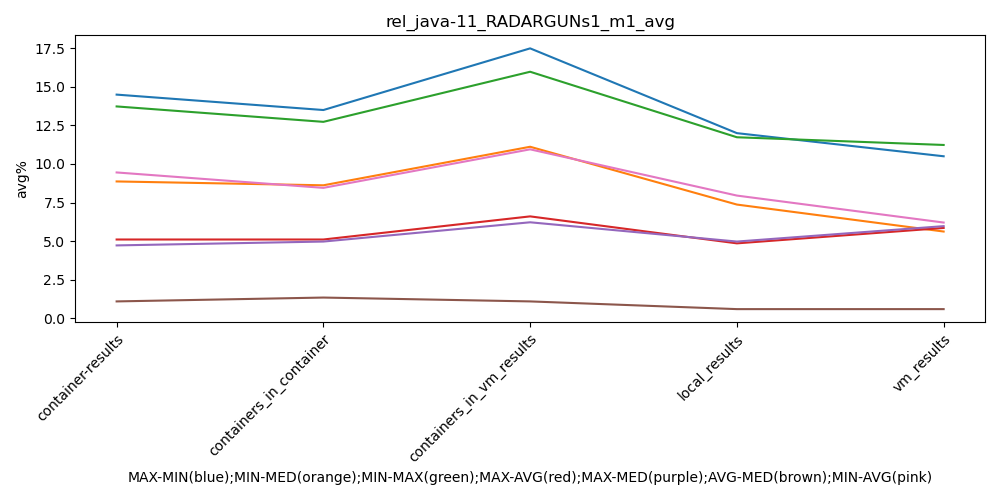 rel_java-11_RADARGUNs1_m1_avg
17.5
15.0
12.5
10.0
7.5
5.0
2.5
0.0
avg%
container-results
containers_in_container
containers_in_vm_results
local_results
vm_results
MAX-MIN(blue);MIN-MED(orange);MIN-MAX(green);MAX-AVG(red);MAX-MED(purple);AVG-MED(brown);MIN-AVG(pink)